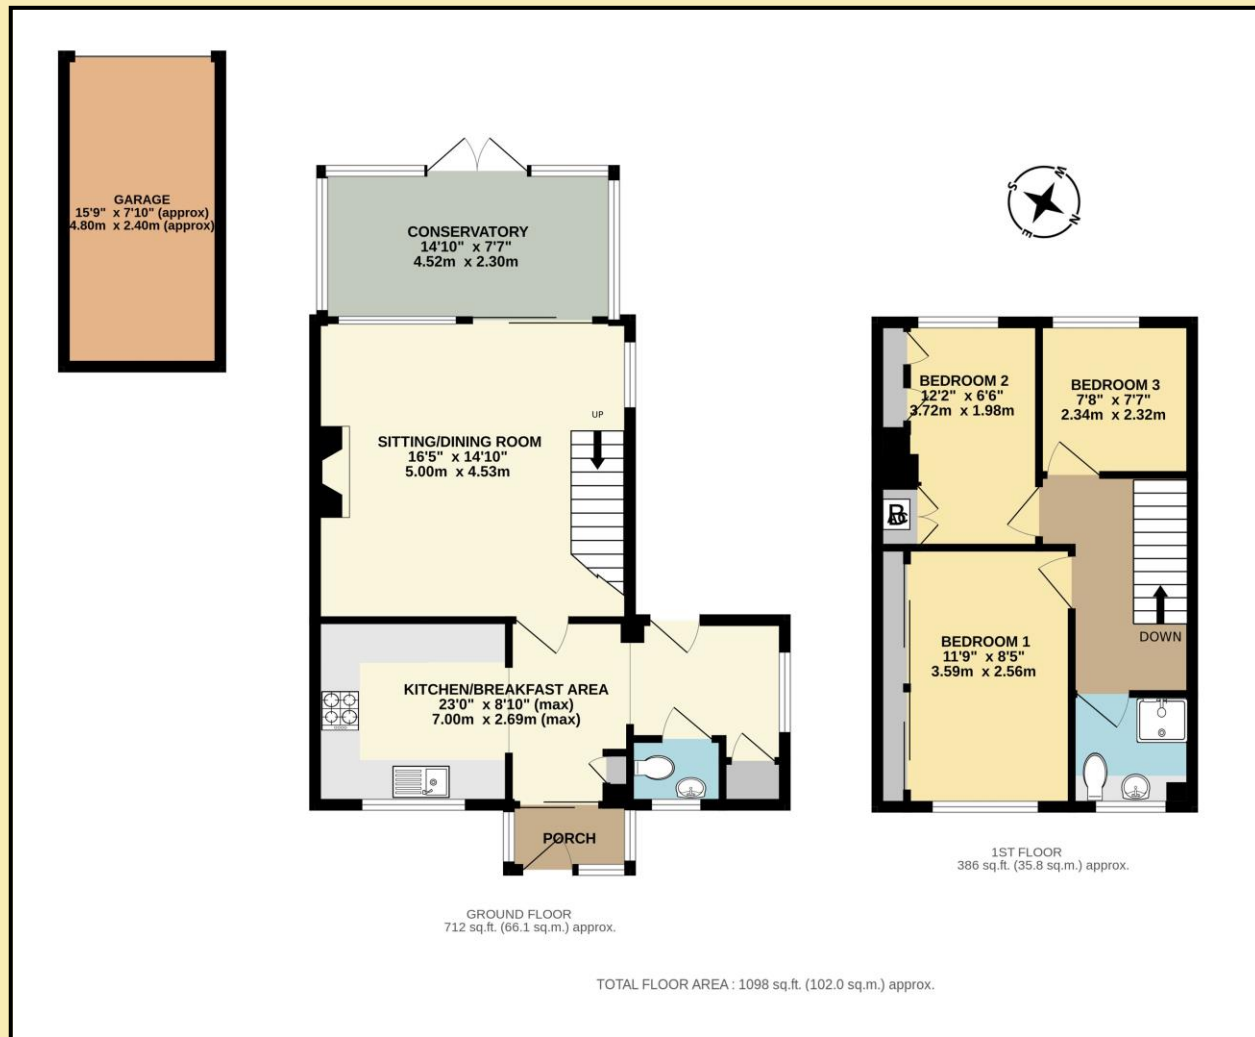 GARAGE
15'9" x 7'10" (approx)
4.80m x 2.40m (approx)
CONSERVATORY
14'10" x 7'7"
4.52m x 2.30m
S
W
N
E
UP
SITTING/DINING ROOM
16'5" x 14'10"
5.00m x 4.53m
BEDROOM 2
12'2" x 6'6"
3.72m x 1.98m
BEDROOM 3
7'8" x 7'7"
2.34m x 2.32m
B
AC
DOWN
BEDROOM 1
11'9" x 8'5"
3.59m x 2.56m
KITCHEN/BREAKFAST AREA
23'0" x 8'10" (max)
7.00m x 2.69m (max)
PORCH
1ST FLOOR
386 sq.ft. (35.8 sq.m.) approx.
GROUND FLOOR
712 sq.ft. (66.1 sq.m.) approx.
TOTAL FLOOR AREA : 1098 sq.ft. (102.0 sq.m.) approx.